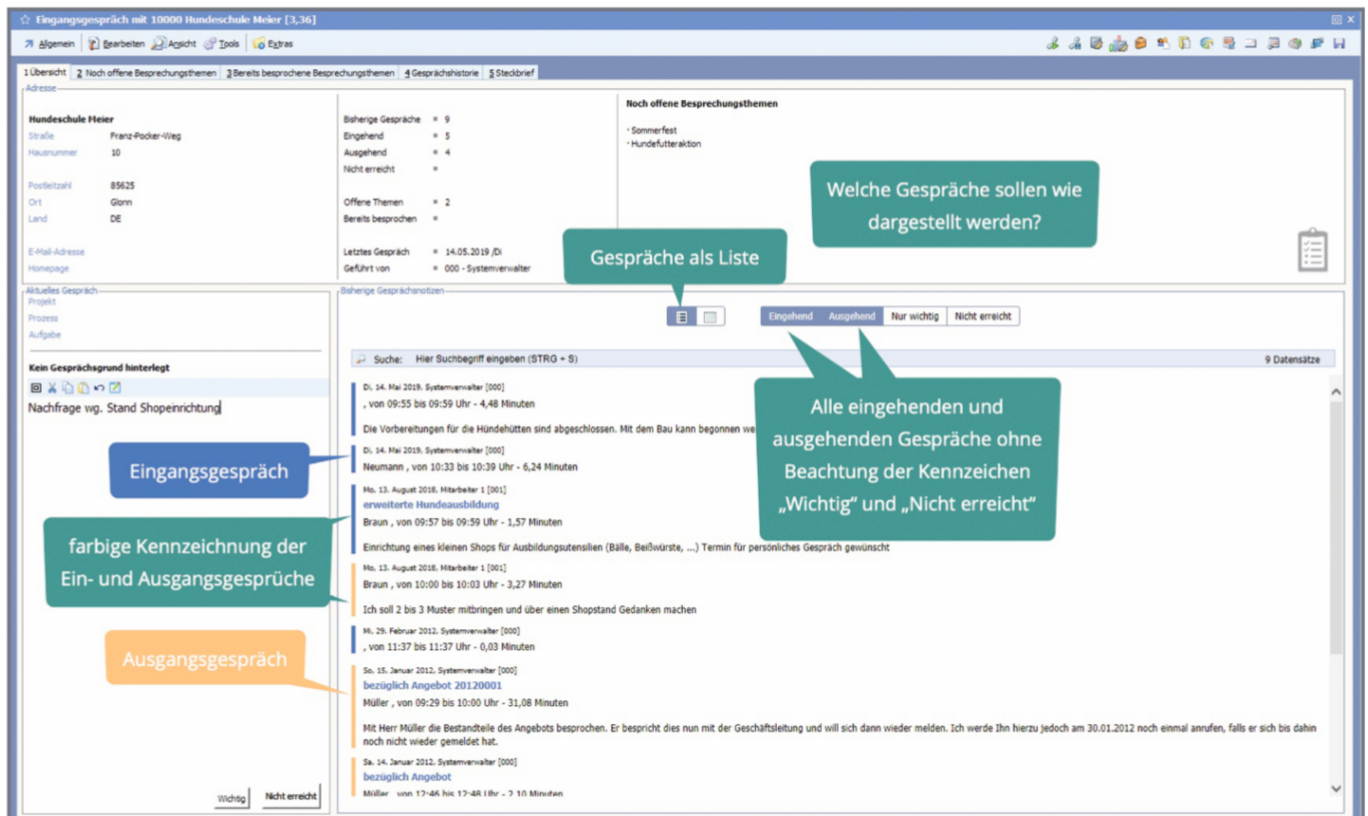 Eingangsgespräch mit 10000 Hundeschule Meier [3,36]
Allgemein Bearbeiten Ansicht Tools Extras
1 Übersicht 2 Noch offene Besprechungsthemen 3 Bereits besprochene Besprechungsthemen 4 Gesprächshistorie 5 Steckbrief
Adresse
Hundeschule Meier
Straße Franz-Pocker-Weg
Hausnummer 10
Postleitzahl 85625
Ort Glonn
Land DE
E-Mail-Adresse
Homepage
Bisherige Gespräche = 9
Eingehend = 5
Ausgehend = 4
Nicht erreicht =
Offene Themen = 2
Bereits besprochen =
Letztes Gespräch = 14.05.2019 /Di
Geführt von = 000 - Systemverwalter
Noch offene Besprechungsthemen
· Sommerfest
· Hundefutteraktion
Welche Gespräche sollen wie
dargestellt werden?
Gespräche als Liste
Aktuelles Gespräch
Projekt
Prozess
Aufgabe
Kein Gesprächsgrund hinterlegt
Nachfrage wg. Stand Shopeinrichtung
Eingangsgespräch
farbige Kennzeichnung der
Ein- und Ausgangsgesprüche
Ausgangsgespräch
Wichtig Nicht erreicht
Bisherige Gesprächsnotizen
Eingehend Ausgehend Nur wichtig Nicht erreicht
Suche: Hier Suchbegriff eingeben (STRG + S) 9 Datensätze
Alle eingehenden und
ausgehenden Gespräche ohne
Beachtung der Kennzeichen
„Wichtig“ und „Nicht erreicht“
Di, 14. Mai 2019, Systemverwalter [000]
, von 09:55 bis 09:59 Uhr - 4,48 Minuten
Die Vorbereitungen für die Hündehütten sind abgeschlossen. Mit dem Bau kann begonnen we
Di, 14. Mai 2019, Systemverwalter [000]
Neumann , von 10:33 bis 10:39 Uhr - 6,24 Minuten
Mo, 13. August 2018, Mitarbeiter 1 [001]
erweiterte Hundeausbildung
Braun , von 09:57 bis 09:59 Uhr - 1,57 Minuten
Einrichtung eines kleinen Shops für Ausbildungsutensilien (Bälle, Beißwürste, ...) Termin für persönliches Gespräch gewünscht
Mo, 13. August 2018, Mitarbeiter 1 [001]
Braun , von 10:00 bis 10:03 Uhr - 3,27 Minuten
Ich soll 2 bis 3 Muster mitbringen und über einen Shopstand Gedanken machen
Mi, 29. Februar 2012, Systemverwalter [000]
, von 11:37 bis 11:37 Uhr - 0,03 Minuten
So, 15. Januar 2012, Systemverwalter [000]
bezüglich Angebot 20120001
Müller , von 09:29 bis 10:00 Uhr - 31,08 Minuten
Mit Herr Müller die Bestandteile des Angebots besprochen. Er bespricht dies nun mit der Geschäftsleitung und will sich dann wieder melden. Ich werde Ihn hierzu jedoch am 30.01.2012 noch einmal anrufen, falls er sich bis dahin
noch nicht wieder gemeldet hat.
Sa, 14. Januar 2012, Systemverwalter [000]
bezüglich Angebot
Müller , von 12:46 bis 12:48 Uhr - 2,10 Minuten